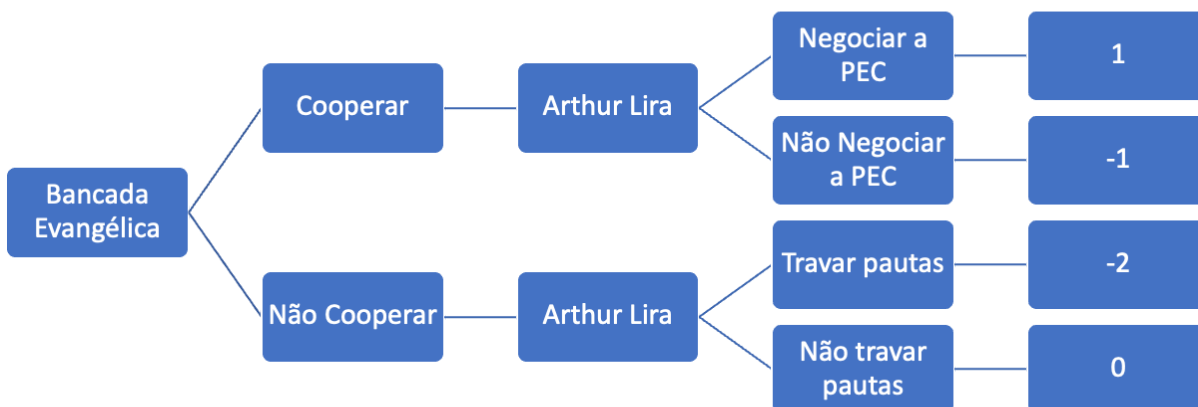 Bancada
Evangélica
Cooperar
Arthur Lira
Negociar a
PEC
1
Não Negociar
a PEC
-1
Não Cooperar
Arthur Lira
Travar pautas
-2
Não travar
pautas
0